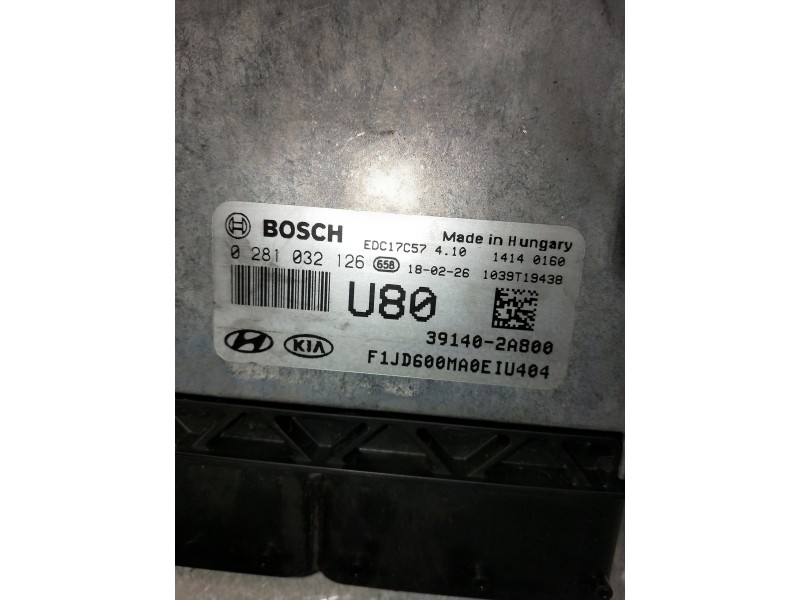 BOSCH EDC17C57 4.10 Made in Hungary
0 281 032 126 658 18-02-26 1414 0160
1039T19438
U80
39140-2A800
KIA F1JD600MA0EIU404